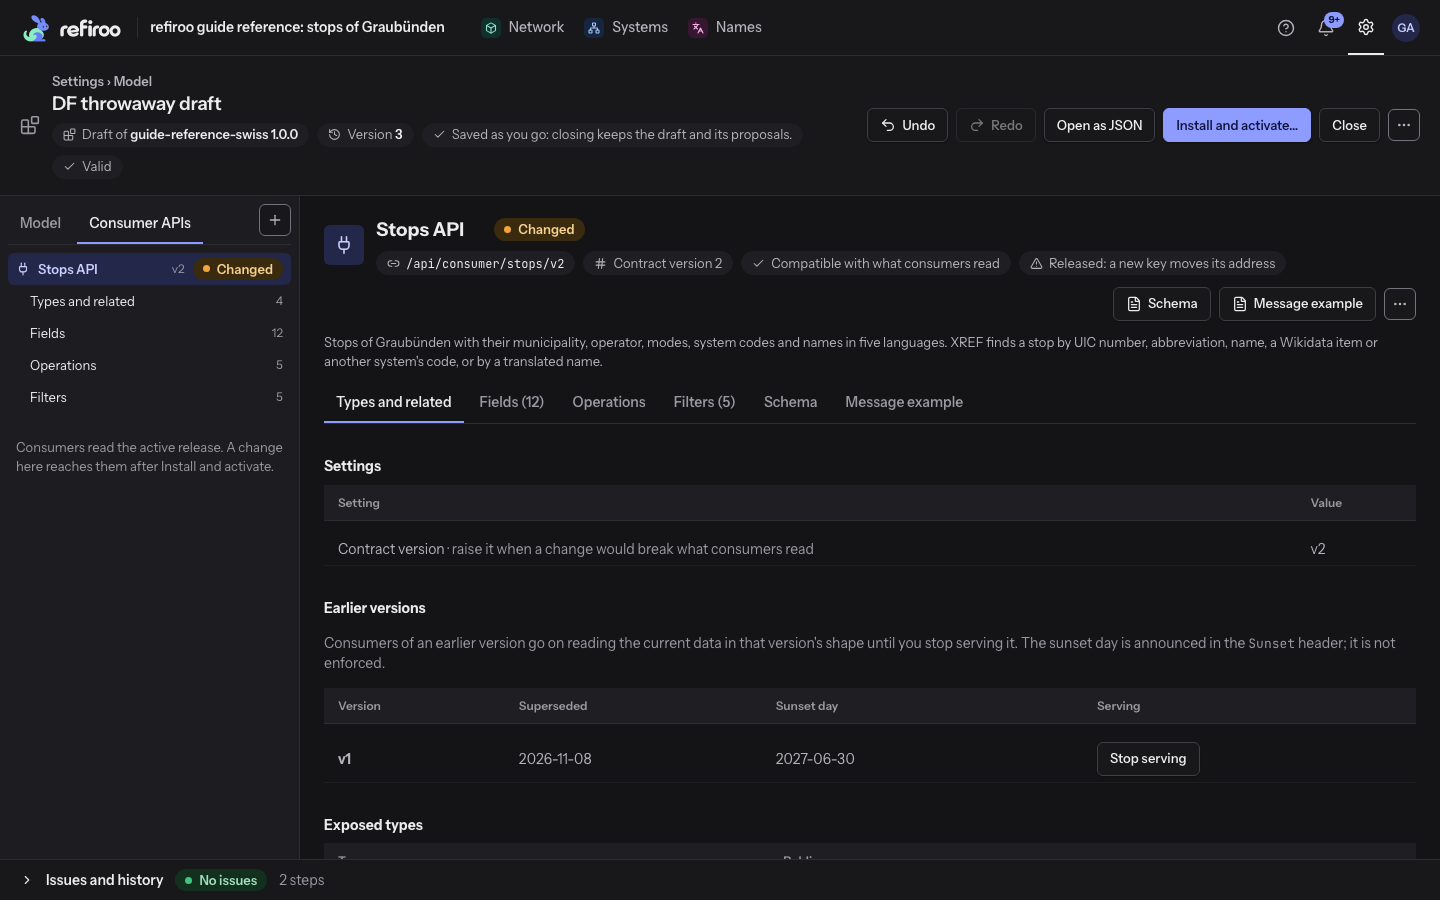 refiroo
refiroo guide reference: stops of Graubünden
Network
Systems
Names
9+
GA
Settings › Model
DF throwaway draft
Draft of guide-reference-swiss 1.0.0
Version 3
Saved as you go: closing keeps the draft and its proposals.
Valid
Undo
Redo
Open as JSON
Install and activate...
Close
Model
Consumer APIs
Stops API
v2
Changed
Types and related
4
Fields
12
Operations
5
Filters
5
Consumers read the active release. A change
here reaches them after Install and activate.
Stops API
Changed
/api/consumer/stops/v2
Contract version 2
Compatible with what consumers read
Released: a new key moves its address
Schema
Message example
Stops of Graubünden with their municipality, operator, modes, system codes and names in five languages. XREF finds a stop by UIC number, abbreviation, name, a Wikidata item or
another system's code, or by a translated name.
Types and related
Fields (12)
Operations
Filters (5)
Schema
Message example
Settings
Setting
Value
Contract version · raise it when a change would break what consumers read
v2
Earlier versions
Consumers of an earlier version go on reading the current data in that version's shape until you stop serving it. The sunset day is announced in the Sunset header; it is not
enforced.
Version
Superseded
Sunset day
Serving
v1
2026-11-08
2027-06-30
Stop serving
Exposed types
Issues and history
No issues
2 steps